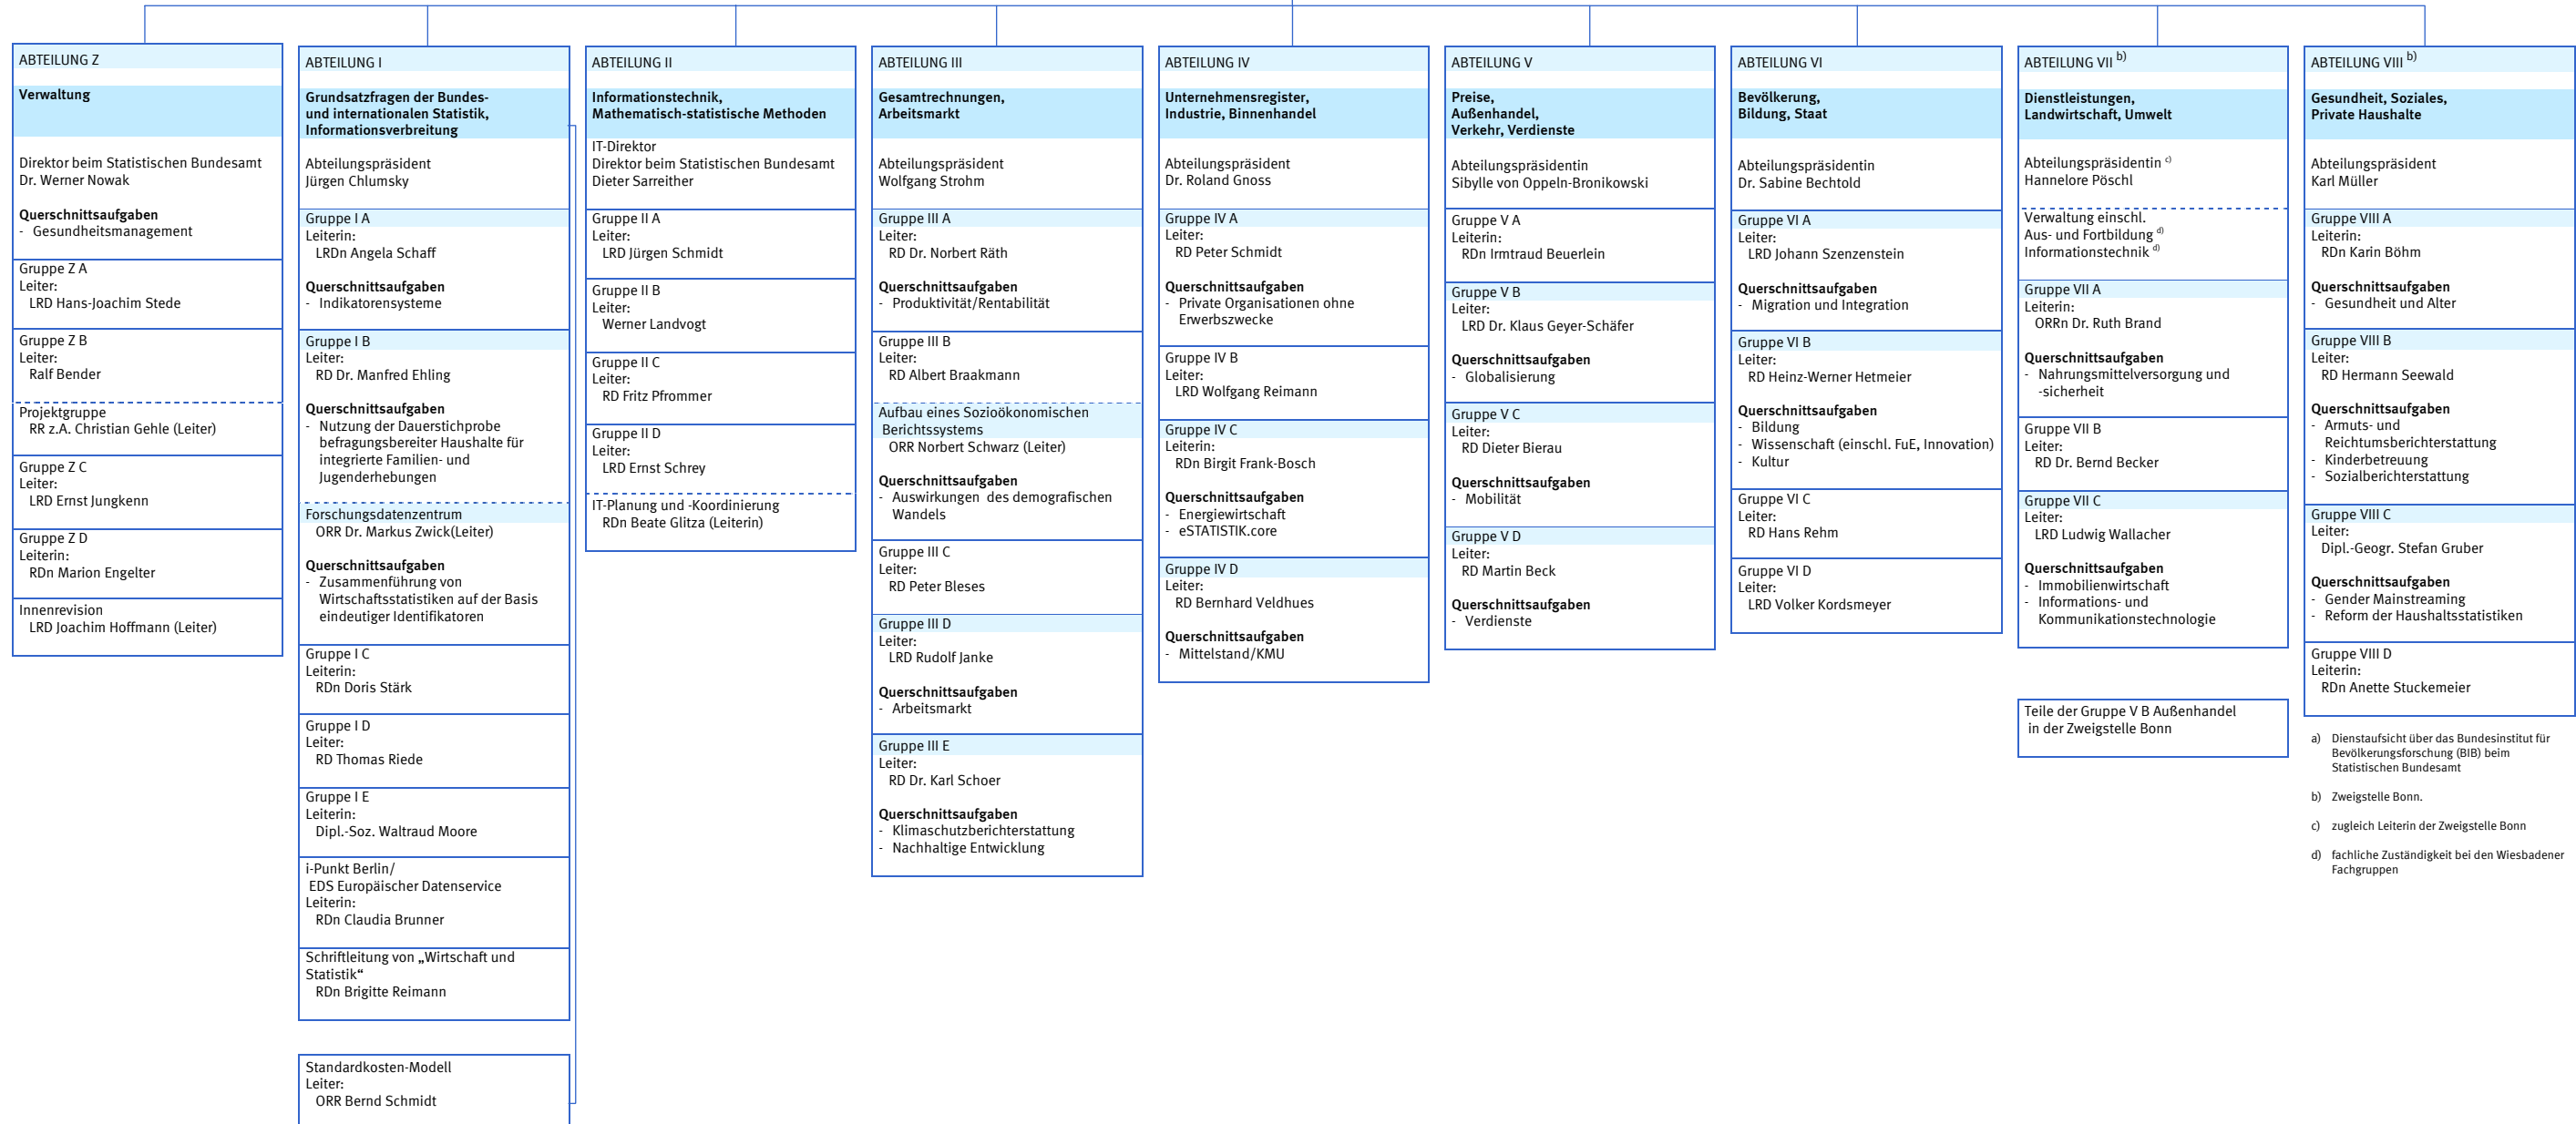 ABTEILUNG Z
Verwaltung
Direktor beim Statistischen Bundesamt
Dr. Werner Nowak
Querschnittsaufgaben
- Gesundheitsmanagement
Gruppe Z A
Leiter:
LRD Hans-Joachim Stede
Gruppe Z B
Leiter:
Ralf Bender
Projektgruppe
RR z.A. Christian Gehle (Leiter)
Gruppe Z C
Leiter:
LRD Ernst Jungkenn
Gruppe Z D
Leiterin:
RDn Marion Engelter
Innenrevision
LRD Joachim Hoffmann (Leiter)
ABTEILUNG I
Grundsatzfragen der Bundes-
und internationalen Statistik,
Informationsverbreitung
Abteilungspräsident
Jürgen Chlumsky
Gruppe I A
Leiterin:
LRDn Angela Schaff
Querschnittsaufgaben
- Indikatorensysteme
Gruppe I B
Leiter:
RD Dr. Manfred Ehling
Querschnittsaufgaben
- Nutzung der Dauerstichprobe
befragungsbereiter Haushalte für
integrierte Familien- und
Jugenderhebungen
Forschungsdatenzentrum
ORR Dr. Markus Zwick(Leiter)
Querschnittsaufgaben
- Zusammenführung von
Wirtschaftsstatistiken auf der Basis
eindeutiger Identifikatoren
Gruppe I C
Leiterin:
RDn Doris Stärk
Gruppe I D
Leiter:
RD Thomas Riede
Gruppe I E
Leiterin:
Dipl.-Soz. Waltraud Moore
i-Punkt Berlin/
EDS Europäischer Datenservice
Leiterin:
RDn Claudia Brunner
Schriftleitung von „Wirtschaft und
Statistik“
RDn Brigitte Reimann
Standardkosten-Modell
Leiter:
ORR Bernd Schmidt
ABTEILUNG II
Informationstechnik,
Mathematisch-statistische Methoden
IT-Direktor
Direktor beim Statistischen Bundesamt
Dieter Sarreither
Gruppe II A
Leiter:
LRD Jürgen Schmidt
Gruppe II B
Leiter:
Werner Landvogt
Gruppe II C
Leiter:
RD Fritz Pfrommer
Gruppe II D
Leiter:
LRD Ernst Schrey
IT-Planung und -Koordinierung
RDn Beate Glitza (Leiterin)
ABTEILUNG III
Gesamtrechnungen,
Arbeitsmarkt
Abteilungspräsident
Wolfgang Strohm
Gruppe III A
Leiter:
RD Dr. Norbert Räth
Querschnittsaufgaben
- Produktivität/Rentabilität
Gruppe III B
Leiter:
RD Albert Braakmann
Aufbau eines Sozioökonomischen
Berichtssystems
ORR Norbert Schwarz (Leiter)
Querschnittsaufgaben
- Auswirkungen des demografischen
Wandels
Gruppe III C
Leiter:
RD Peter Bleses
Gruppe III D
Leiter:
LRD Rudolf Janke
Querschnittsaufgaben
- Arbeitsmarkt
Gruppe III E
Leiter:
RD Dr. Karl Schoer
Querschnittsaufgaben
- Klimaschutzberichterstattung
- Nachhaltige Entwicklung
ABTEILUNG IV
Unternehmensregister,
Industrie, Binnenhandel
Abteilungspräsident
Dr. Roland Gnoss
Gruppe IV A
Leiter:
RD Peter Schmidt
Querschnittsaufgaben
- Private Organisationen ohne
Erwerbszwecke
Gruppe IV B
Leiter:
LRD Wolfgang Reimann
Gruppe IV C
Leiterin:
RDn Birgit Frank-Bosch
Querschnittsaufgaben
- Energiewirtschaft
- eSTATISTIK.core
Gruppe IV D
Leiter:
RD Bernhard Veldhues
Querschnittsaufgaben
- Mittelstand/KMU
ABTEILUNG V
Preise,
Außenhandel,
Verkehr, Verdienste
Abteilungspräsidentin
Sibylle von Oppeln-Bronikowski
Gruppe V A
Leiterin:
RDn Irmtraud Beuerlein
Gruppe V B
Leiter:
LRD Dr. Klaus Geyer-Schäfer
Querschnittsaufgaben
- Globalisierung
Gruppe V C
Leiter:
RD Dieter Bierau
Querschnittsaufgaben
- Mobilität
Gruppe V D
Leiter:
RD Martin Beck
Querschnittsaufgaben
- Verdienste
ABTEILUNG VI
Bevölkerung,
Bildung, Staat
Abteilungspräsidentin
Dr. Sabine Bechtold
Gruppe VI A
Leiter:
LRD Johann Szenzenstein
Querschnittsaufgaben
- Migration und Integration
Gruppe VI B
Leiter:
RD Heinz-Werner Hetmeier
Querschnittsaufgaben
- Bildung
- Wissenschaft (einschl. FuE, Innovation)
- Kultur
Gruppe VI C
Leiter:
RD Hans Rehm
Gruppe VI D
Leiter:
LRD Volker Kordsmeyer
ABTEILUNG VII b)
Dienstleistungen,
Landwirtschaft, Umwelt
Abteilungspräsidentin c)
Hannelore Pöschl
Verwaltung einschl.
Aus- und Fortbildung d)
Informationstechnik d)
Gruppe VII A
Leiterin:
ORRn Dr. Ruth Brand
Querschnittsaufgaben
- Nahrungsmittelversorgung und
-sicherheit
Gruppe VII B
Leiter:
RD Dr. Bernd Becker
Gruppe VII C
Leiter:
LRD Ludwig Wallacher
Querschnittsaufgaben
- Immobilienwirtschaft
- Informations- und
Kommunikationstechnologie
Teile der Gruppe V B Außenhandel
in der Zweigstelle Bonn
ABTEILUNG VIII b)
Gesundheit, Soziales,
Private Haushalte
Abteilungspräsident
Karl Müller
Gruppe VIII A
Leiterin:
RDn Karin Böhm
Querschnittsaufgaben
- Gesundheit und Alter
Gruppe VIII B
Leiter:
RD Hermann Seewald
Querschnittsaufgaben
- Armuts- und
Reichtumsberichterstattung
- Kinderbetreuung
- Sozialberichterstattung
Gruppe VIII C
Leiter:
Dipl.-Geogr. Stefan Gruber
Querschnittsaufgaben
- Gender Mainstreaming
- Reform der Haushaltsstatistiken
Gruppe VIII D
Leiterin:
RDn Anette Stuckemeier
a) Dienstaufsicht über das Bundesinstitut für
Bevölkerungsforschung (BIB) beim
Statistischen Bundesamt
b) Zweigstelle Bonn.
c) zugleich Leiterin der Zweigstelle Bonn
d) fachliche Zuständigkeit bei den Wiesbadener
Fachgruppen